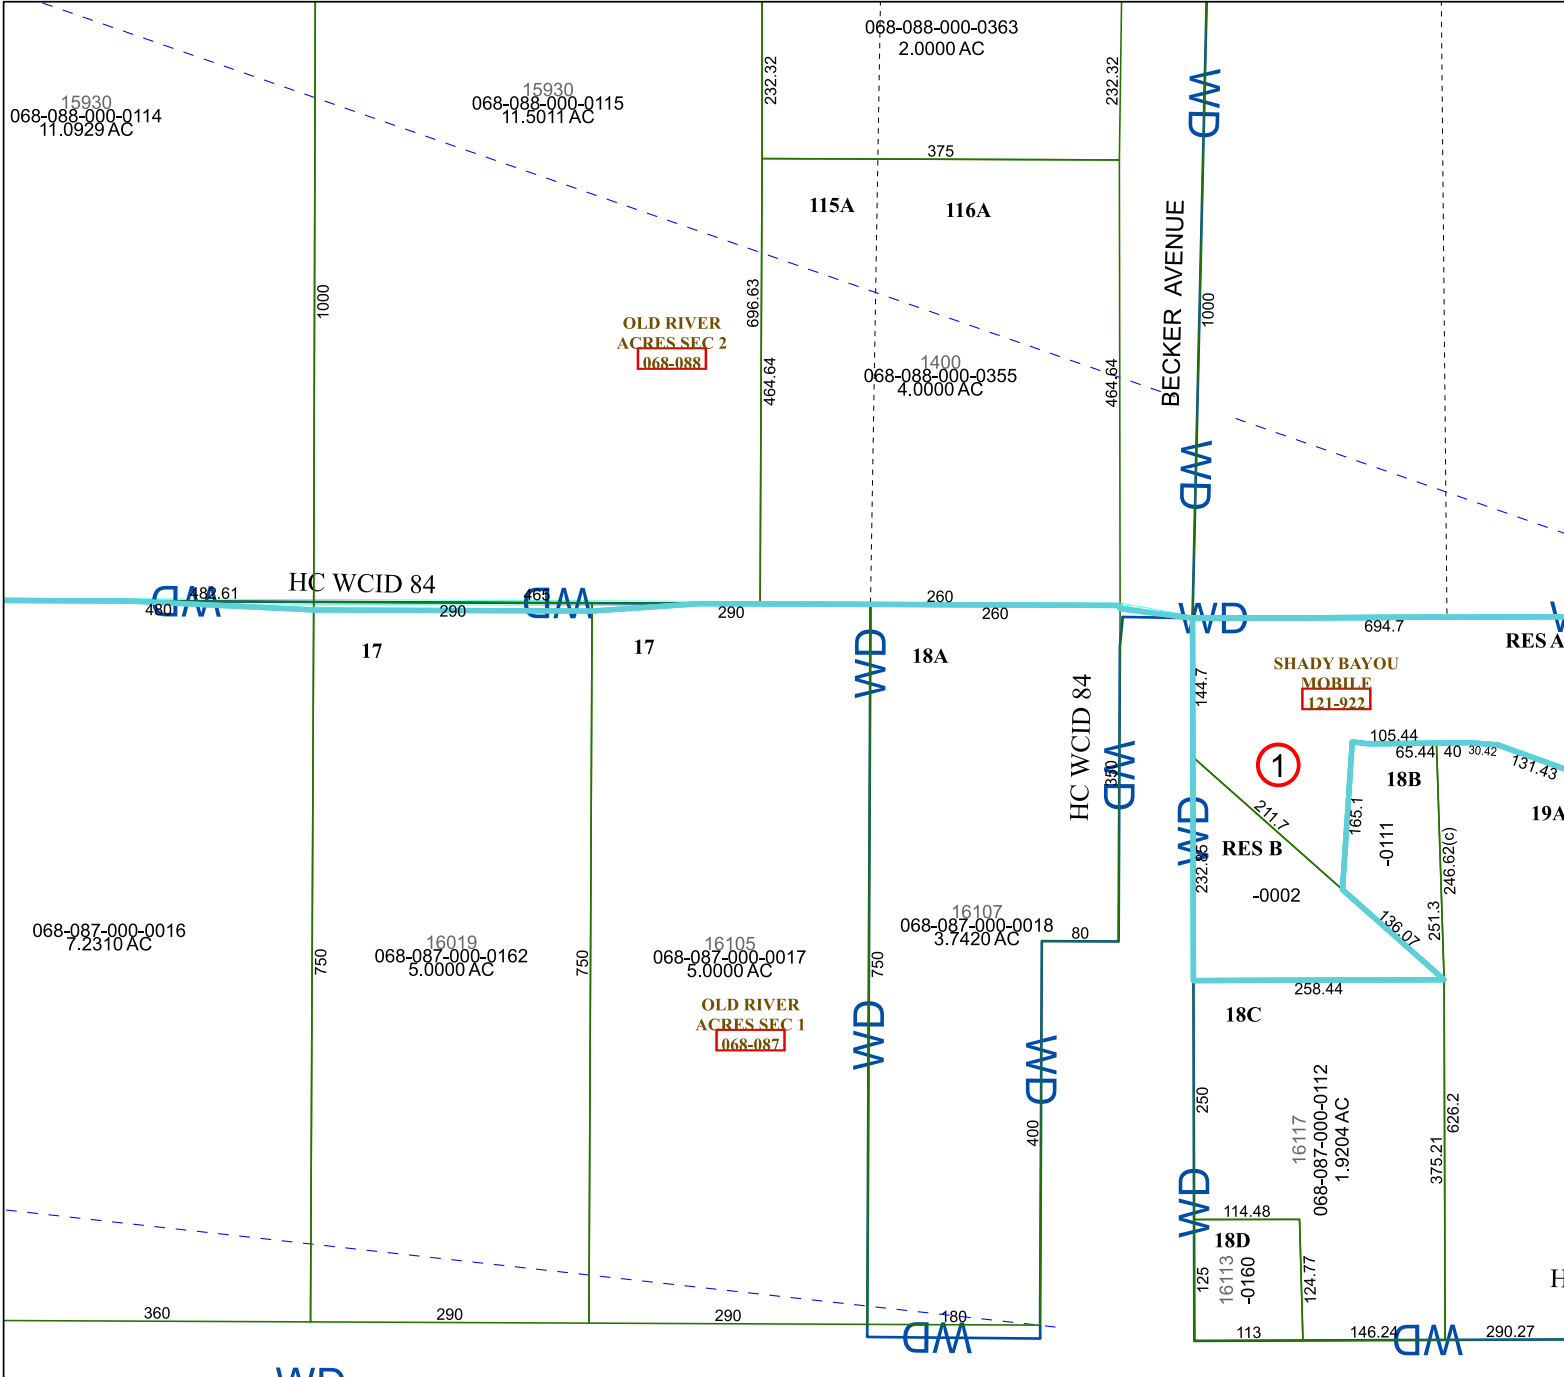 068-088-000-0363
2.0000 AC
232.32
232.32
WD
15930
068-088-000-0114
11.0929 AC
15930
068-088-000-0115
11.5011 AC
375
115A
116A
BECKER AVENUE
1000
696.63
1000
OLD RIVER
ACRES SEC 2
068-088
464.64
1400
068-088-000-0355
4.0000 AC
464.64
WD
HC WCID 84
WD
482.61
480
290
WD
465
290
260
260
WD
694.7
17
17
18A
WD
RES A
SHADY BAYOU
MOBILE
121-922
144.7
HC WCID 84
WD
350
1
105.44
65.44
40
30.42
131.43
18B
19A
165.1
-0111
246.62(c)
211.7
WD
232.85
RES B
-0002
136.07
251.3
068-087-000-0016
7.2310 AC
750
16019
068-087-000-0162
5.0000 AC
750
16105
068-087-000-0017
5.0000 AC
750
16107
068-087-000-0018
3.7420 AC
80
258.44
18C
OLD RIVER
ACRES SEC 1
068-087
WD
WD
400
250
16117
068-087-000-0112
1.9204 AC
626.2
375.21
WD
114.48
18D
125
16113
-0160
124.77
H
360
290
290
180
WD
113
146.24
WD
290.27
WD